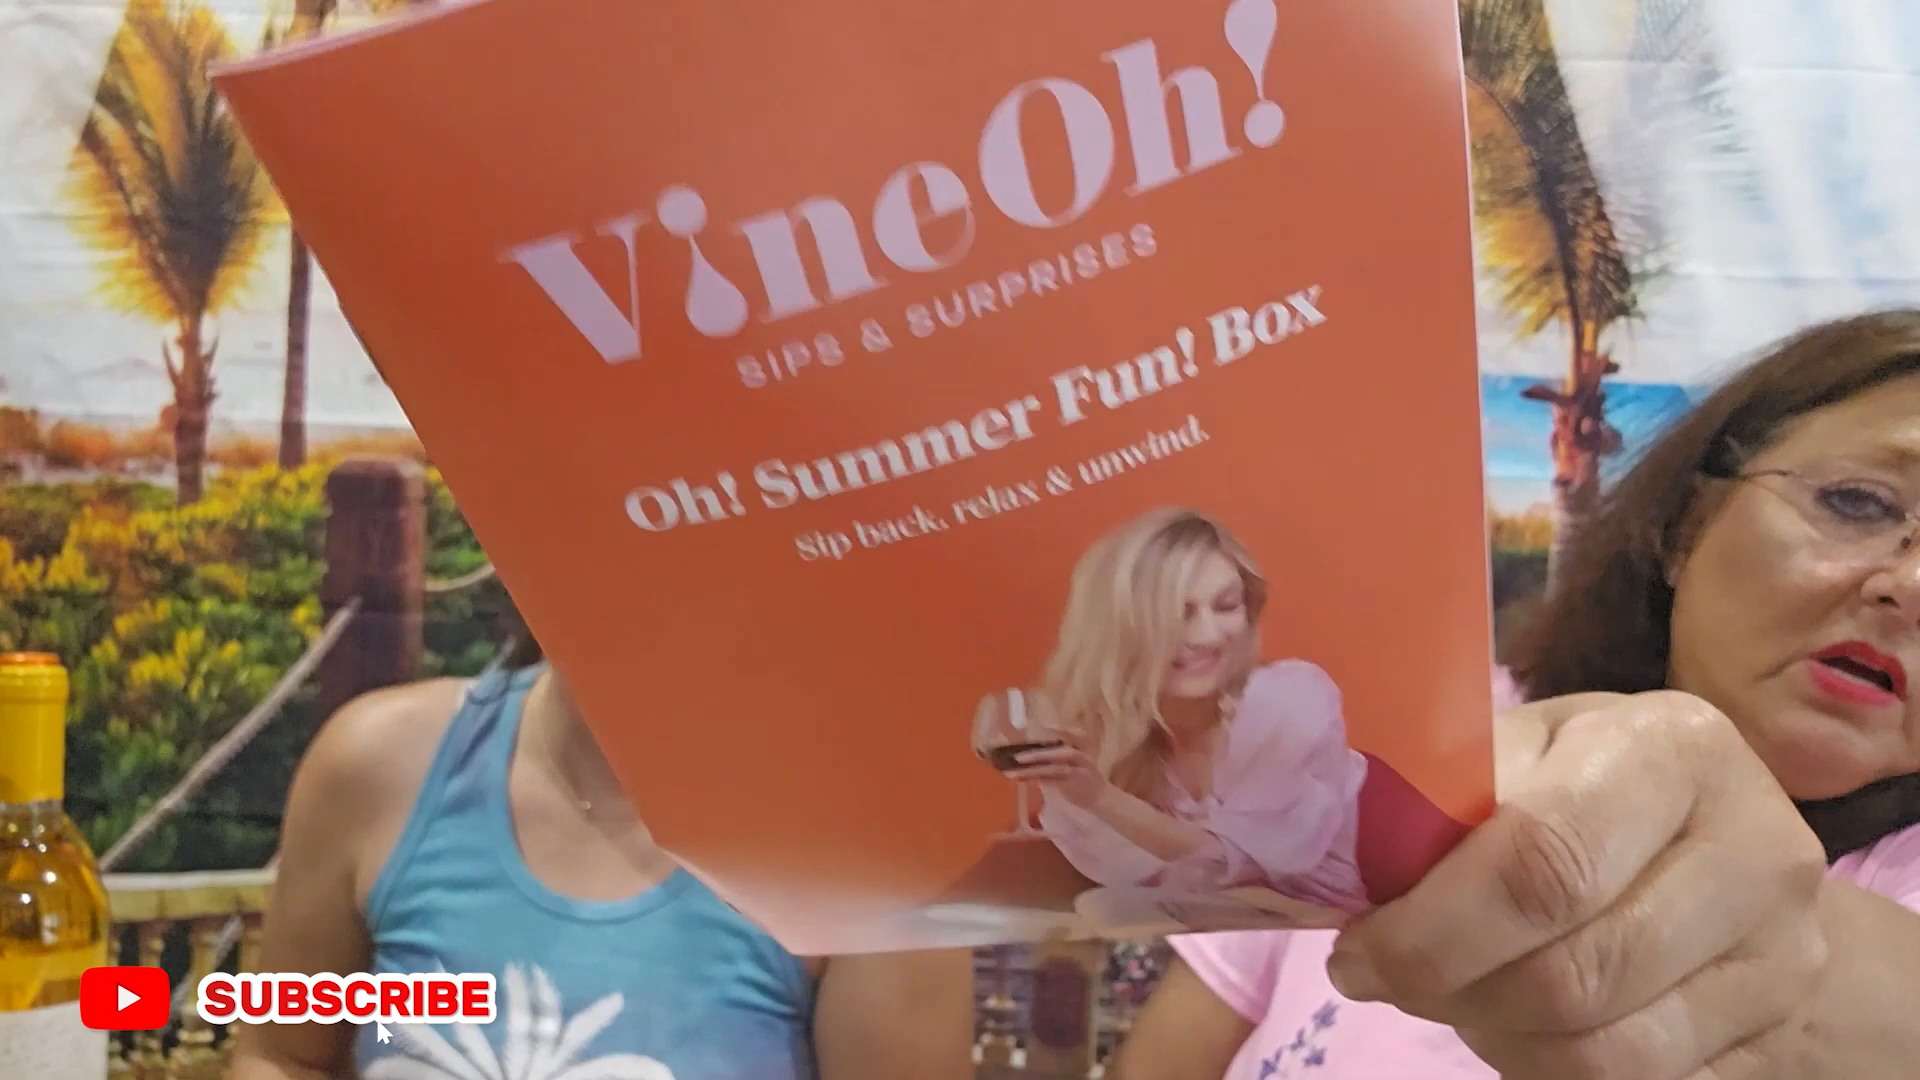 VineOh!
SIPS & SURPRISES
Oh! Summer Fun! Box
Sip back, relax & unwind.
SUBSCRIBE